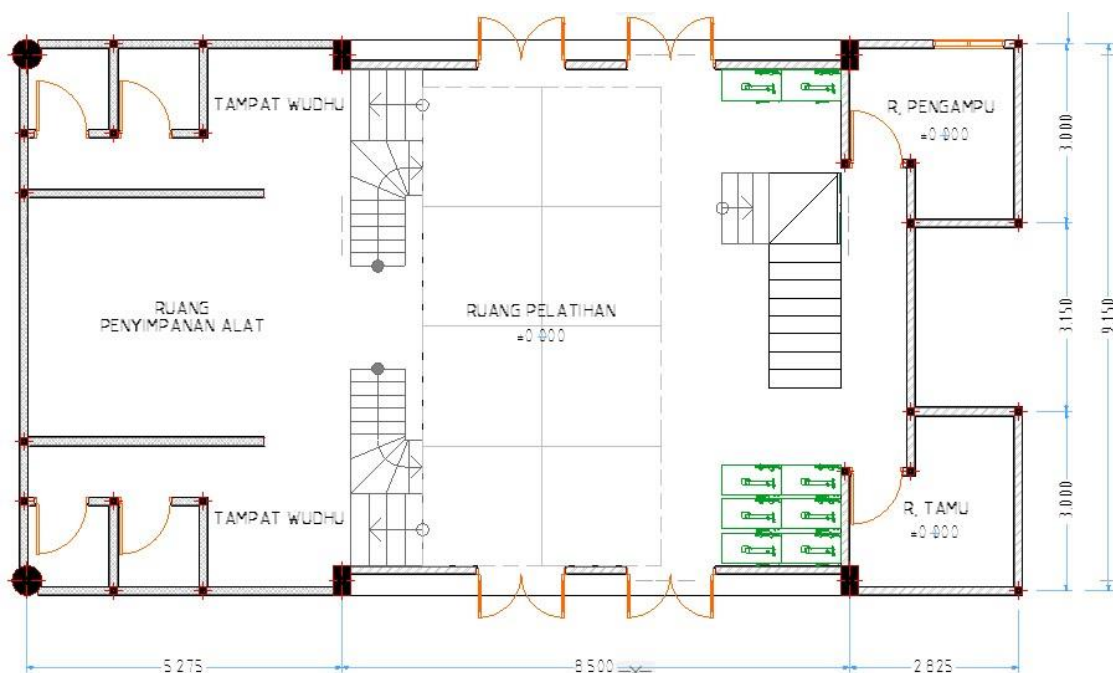 TAMPAT WUDHU
R. PENGAMPU
±0.000
3.000
RUANG
PENYIMPANAN ALAT
RUANG PELATIHAN
±0.000
3.150
9.150
TAMPAT WUDHU
R. TAMU
±0.000
3.000
5.275
8.500
2.825